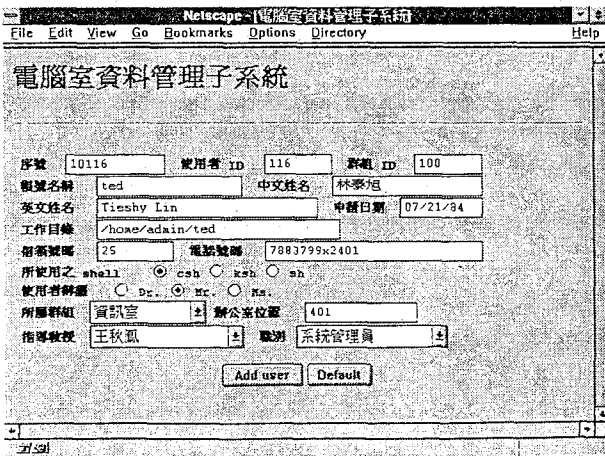 Netscape - [電腦室資料管理子系統]
File Edit View Go Bookmarks Options Directory Help
電腦室資料管理子系統
序號 10116 使用者 ID 116 群組 ID 100
帳號名稱 ted 中文姓名 林泰旭
英文姓名 Tieshy Lin 申請日期 07/21/84
工作目錄 /home/admin/ted
信箱號碼 25 電話號碼 7883799x2401
所使用之 shell csh ksh sh
使用者稱謂 Dr. Mr. Ms.
所屬群組 資訊室 辦公室位置 401
指導教授 王秋鳳 職別 系統管理員
Add user Default